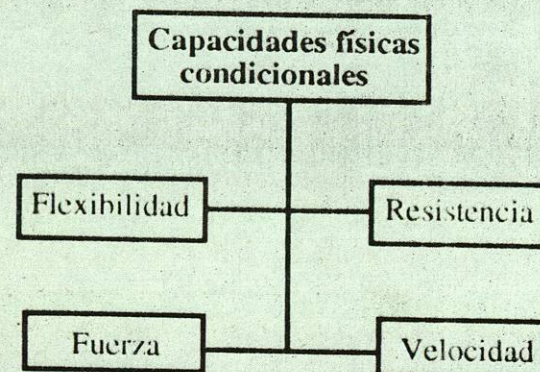 Capacidades físicas
condicionales
Flexibilidad
Resistencia
Fuerza
Velocidad